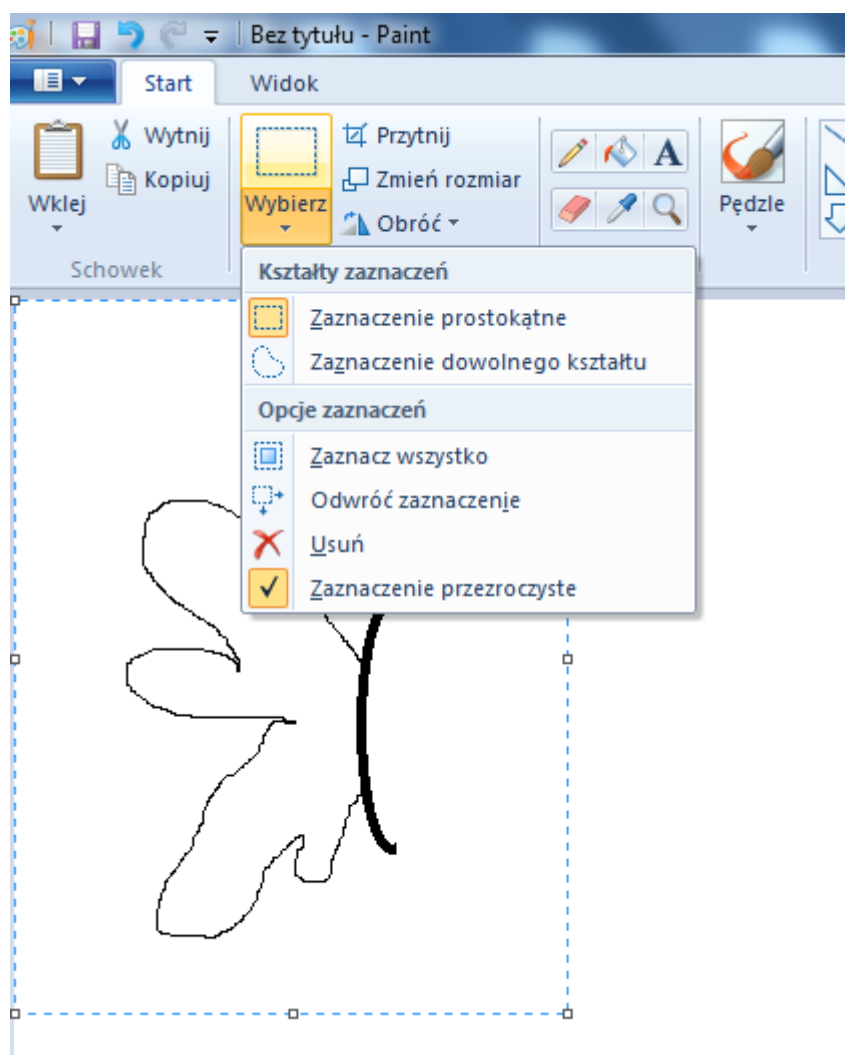 Bez tytułu - Paint
Start Widok
Wytnij
Kopiuj
Wklej
Schowek
Wybierz
Przytnij
Zmień rozmiar
Obróć
A
Pędzle
Kształty zaznaczeń
Zaznaczenie prostokątne
Zaznaczenie dowolnego kształtu
Opcje zaznaczeń
Zaznacz wszystko
Odwróć zaznaczenie
Usuń
Zaznaczenie przezroczyste